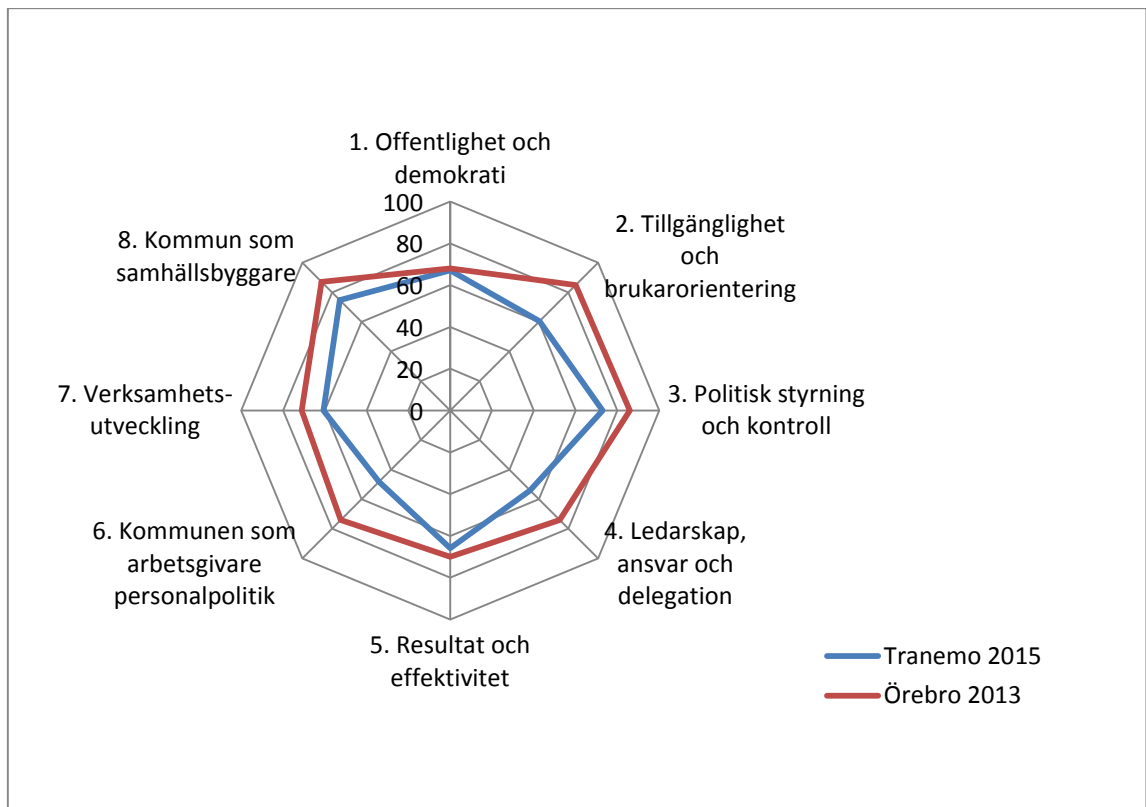 1. Offentlighet och
demokrati
2. Tillgänglighet
och
brukarorientering
3. Politisk styrning
och kontroll
4. Ledarskap,
ansvar och
delegation
5. Resultat och
effektivitet
6. Kommunen som
arbetsgivare
personalpolitik
7. Verksamhets-
utveckling
8. Kommun som
samhällsbyggare
100
80
60
40
20
0
Tranemo 2015
Örebro 2013